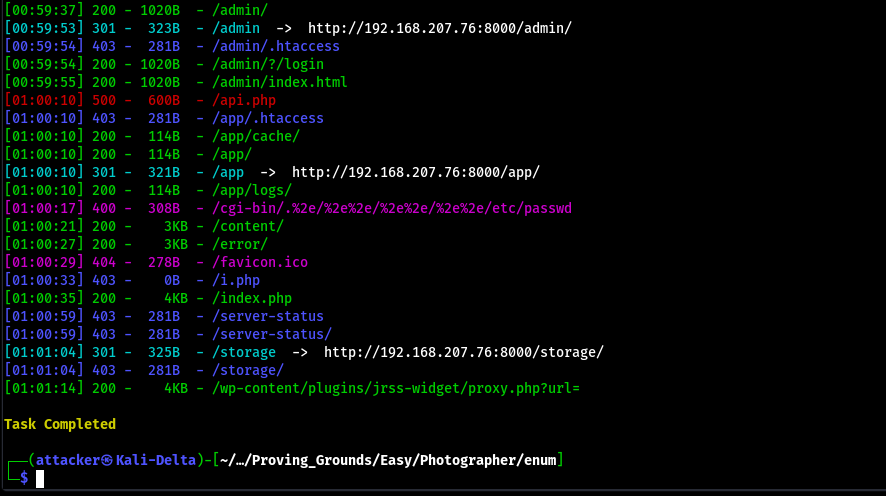 [00:59:37] 200 - 1020B - /admin/
[00:59:53] 301 - 323B - /admin -> http://192.168.207.76:8000/admin/
[00:59:54] 403 - 281B - /admin/.htaccess
[00:59:54] 200 - 1020B - /admin/?/login
[00:59:55] 200 - 1020B - /admin/index.html
[01:00:10] 500 - 600B - /api.php
[01:00:10] 403 - 281B - /app/.htaccess
[01:00:10] 200 - 114B - /app/cache/
[01:00:10] 200 - 114B - /app/
[01:00:10] 301 - 321B - /app -> http://192.168.207.76:8000/app/
[01:00:10] 200 - 114B - /app/logs/
[01:00:17] 400 - 308B - /cgi-bin/.%2e/%2e%2e/%2e%2e/%2e%2e/etc/passwd
[01:00:21] 200 - 3KB - /content/
[01:00:27] 200 - 3KB - /error/
[01:00:29] 404 - 278B - /favicon.ico
[01:00:33] 403 - 0B - /i.php
[01:00:35] 200 - 4KB - /index.php
[01:00:59] 403 - 281B - /server-status
[01:00:59] 403 - 281B - /server-status/
[01:01:04] 301 - 325B - /storage -> http://192.168.207.76:8000/storage/
[01:01:04] 403 - 281B - /storage/
[01:01:14] 200 - 4KB - /wp-content/plugins/jrss-widget/proxy.php?url=
Task Completed
┌──(attacker㉿Kali-Delta)-[~/…/Proving_Grounds/Easy/Photographer/enum]
└─$